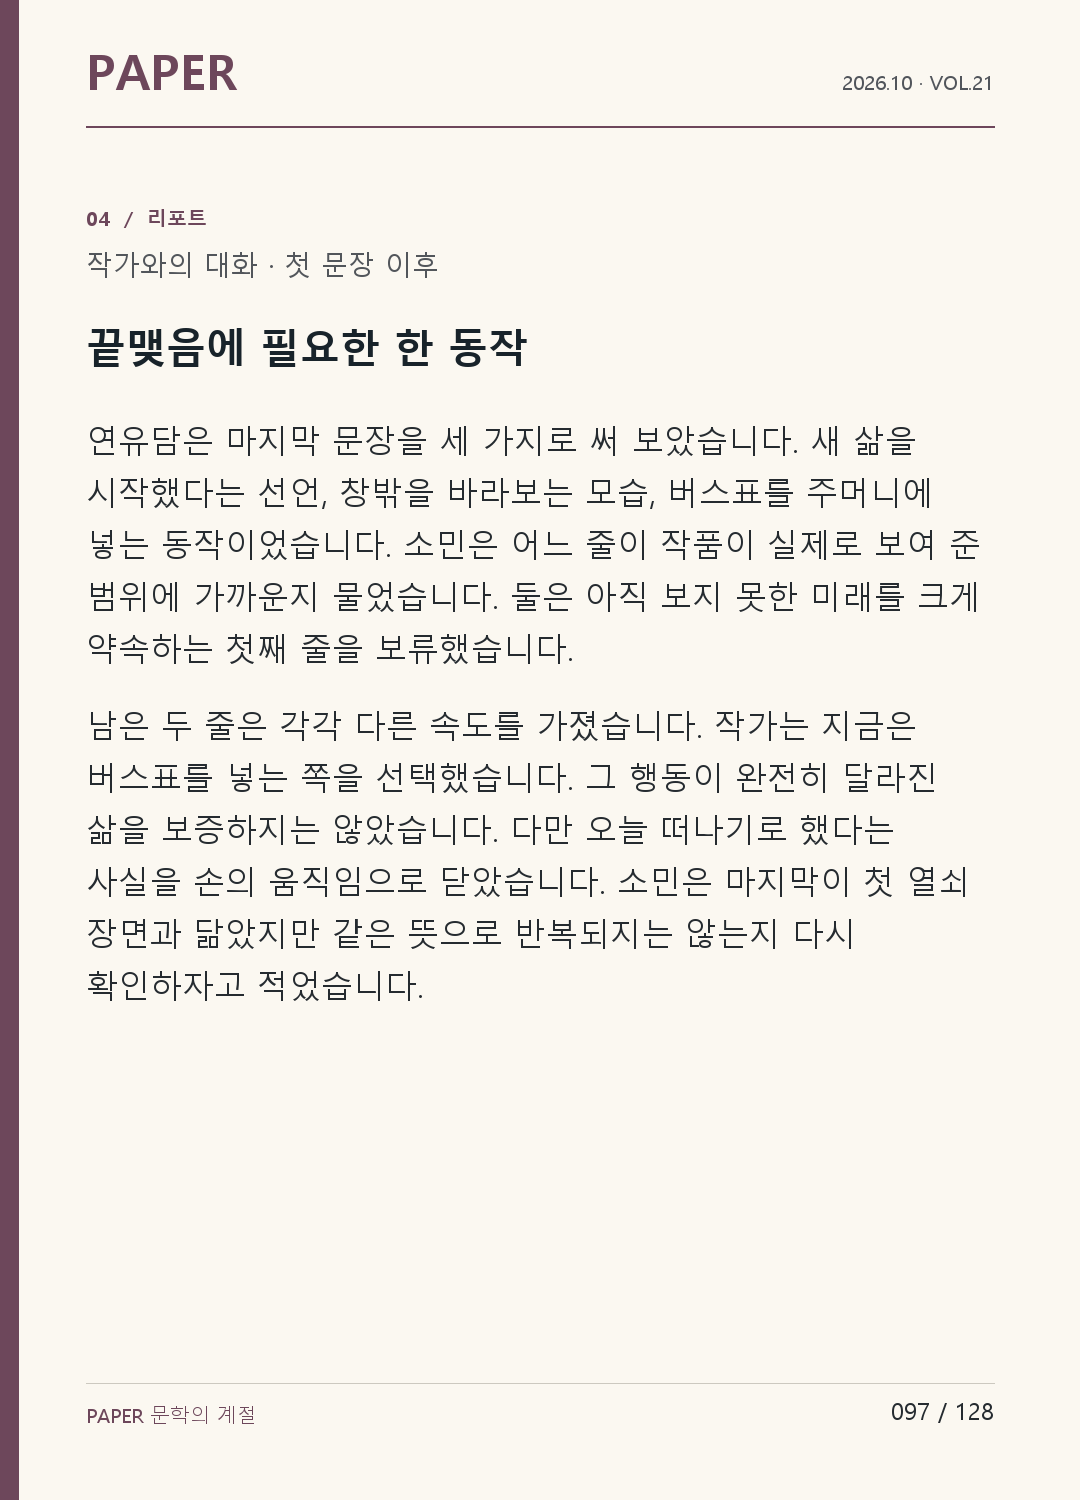 PAPER
2026.10 · VOL.21
04 / 리포트
작가와의 대화 · 첫 문장 이후
끝맺음에 필요한 한 동작
연유담은 마지막 문장을 세 가지로 써 보았습니다. 새 삶을
시작했다는 선언, 창밖을 바라보는 모습, 버스표를 주머니에
넣는 동작이었습니다. 소민은 어느 줄이 작품이 실제로 보여 준
범위에 가까운지 물었습니다. 둘은 아직 보지 못한 미래를 크게
약속하는 첫째 줄을 보류했습니다.
남은 두 줄은 각각 다른 속도를 가졌습니다. 작가는 지금은
버스표를 넣는 쪽을 선택했습니다. 그 행동이 완전히 달라진
삶을 보증하지는 않았습니다. 다만 오늘 떠나기로 했다는
사실을 손의 움직임으로 닫았습니다. 소민은 마지막이 첫 열쇠
장면과 닮았지만 같은 뜻으로 반복되지는 않는지 다시
확인하자고 적었습니다.
PAPER 문학의 계절
097 / 128